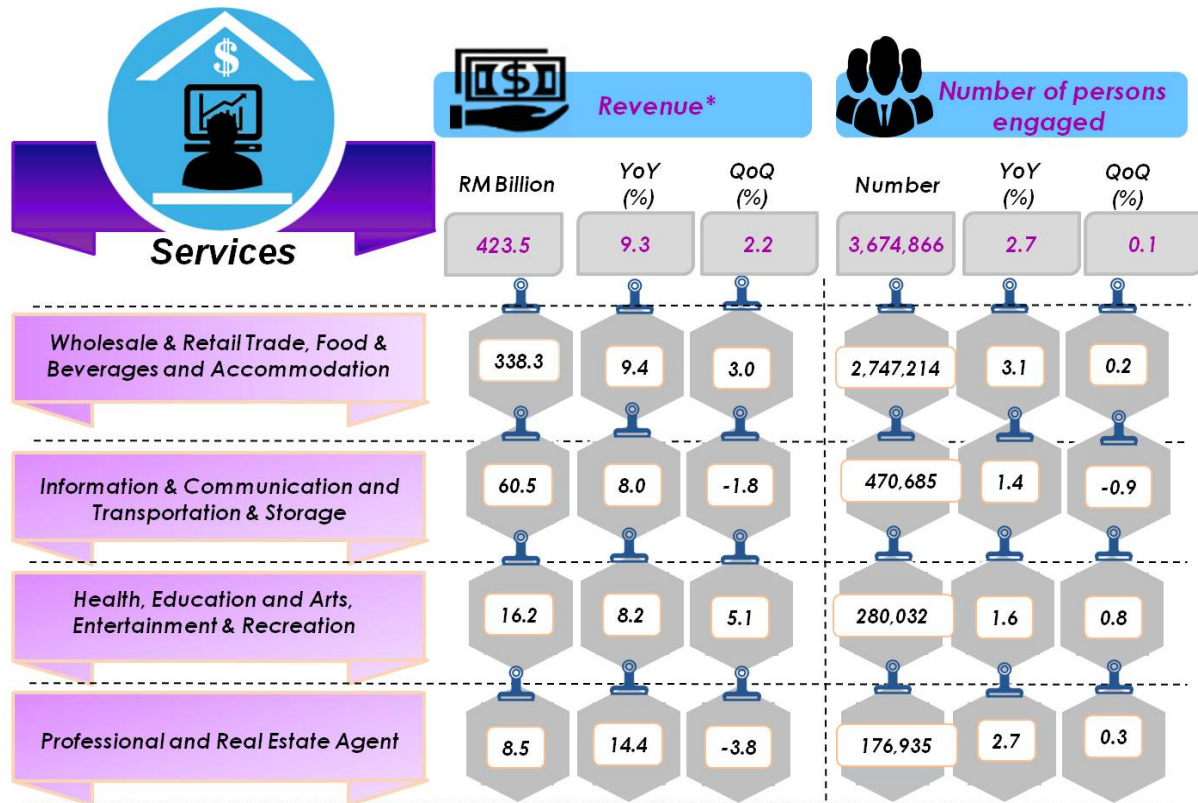 $
Services
$
Revenue*
Number of persons
engaged
RM Billion
YoY
(%)
QoQ
(%)
Number
YoY
(%)
QoQ
(%)
423.5
9.3
2.2
3,674,866
2.7
0.1
Wholesale & Retail Trade, Food &
Beverages and Accommodation
338.3
9.4
3.0
2,747,214
3.1
0.2
Information & Communication and
Transportation & Storage
60.5
8.0
-1.8
470,685
1.4
-0.9
Health, Education and Arts,
Entertainment & Recreation
16.2
8.2
5.1
280,032
1.6
0.8
Professional and Real Estate Agent
8.5
14.4
-3.8
176,935
2.7
0.3